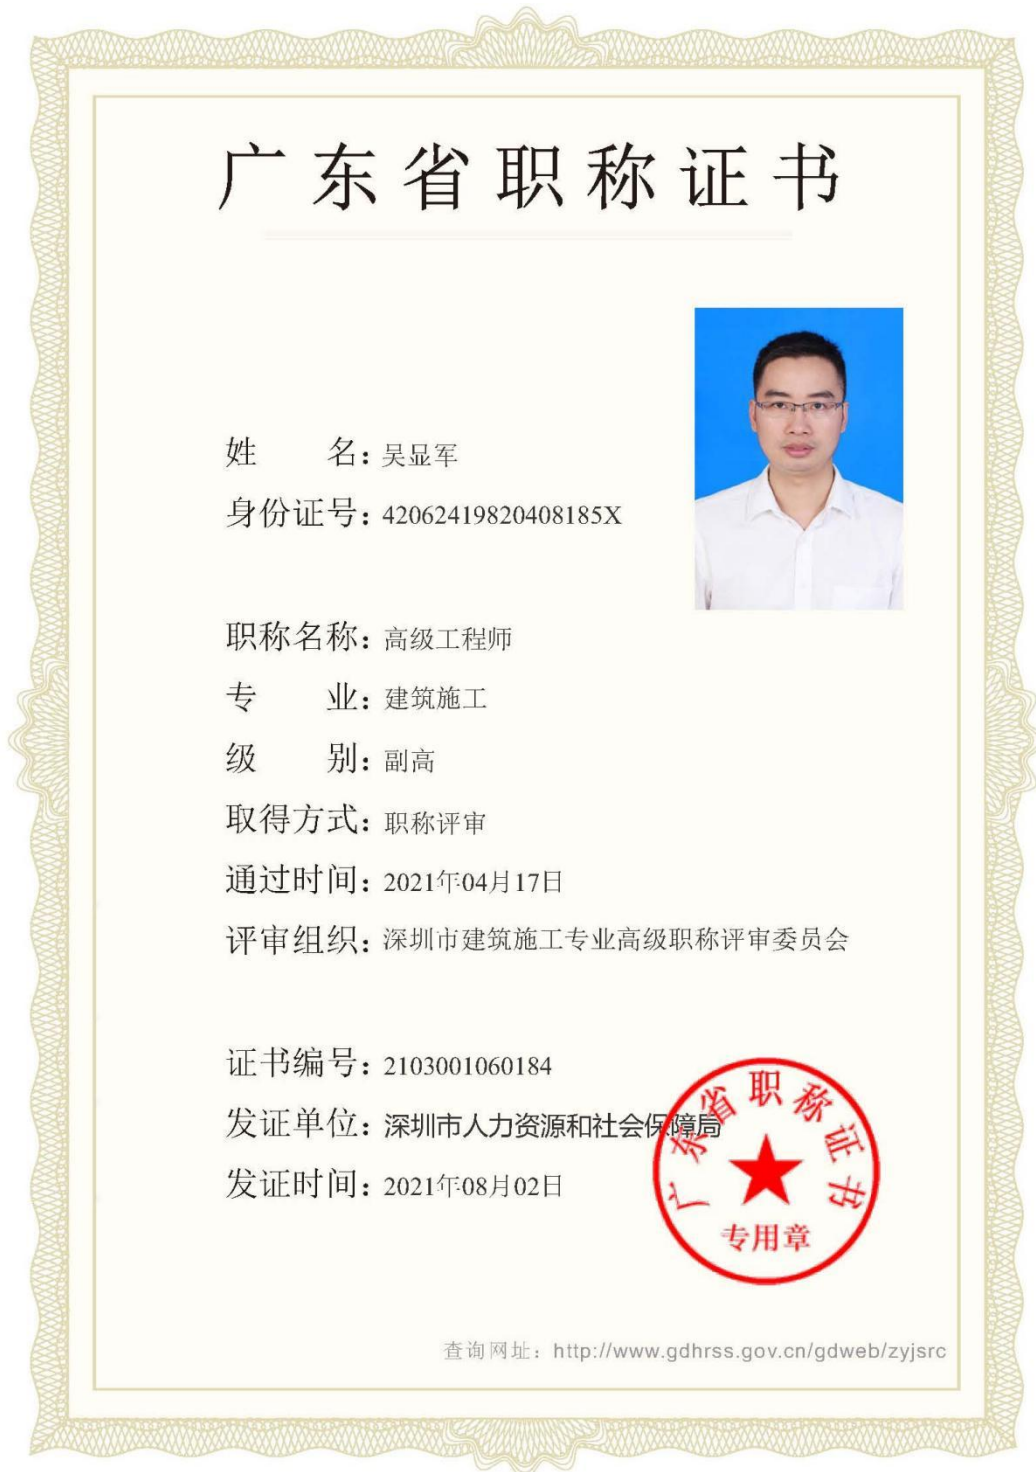 广东省职称证书
姓　　名：吴显军
身份证号：42062419820408185X
职称名称：高级工程师
专　　业：建筑施工
级　　别：副高
取得方式：职称评审
通过时间：2021年04月17日
评审组织：深圳市建筑施工专业高级职称评审委员会
证书编号：2103001060184
发证单位：深圳市人力资源和社会保障局
发证时间：2021年08月02日
广东省职称证书
专用章
查询网址：http://www.gdhrss.gov.cn/gdweb/zyjsrc